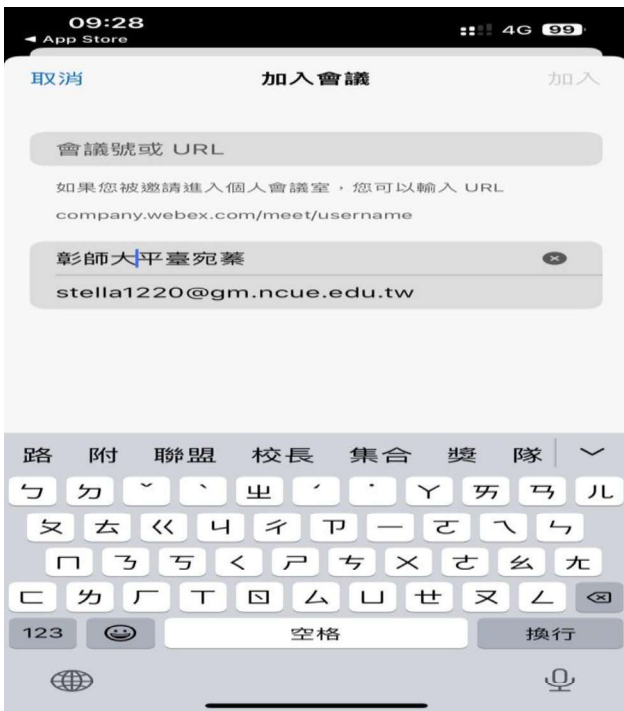 09:28
4G 99
◀ App Store
取消 加入會議 加入
會議號或 URL
如果您被邀請進入個人會議室，您可以輸入 URL
company.webex.com/meet/username
彰師大平臺宛蓁
stella1220@gm.ncue.edu.tw
路 附 聯盟 校長 集合 獎 隊
ㄅ ㄉ ˇ ˋ ㄓ ˊ ˙ ㄚ ㄞ ㄢ ㄦ
ㄆ ㄊ ㄍ ㄐ ㄔ ㄗ ㄧ ㄛ ㄟ ㄣ
ㄇ ㄋ ㄎ ㄑ ㄕ ㄘ ㄨ ㄜ ㄠ ㄤ
ㄈ ㄌ ㄏ ㄒ ㄖ ㄙ ㄩ ㄝ ㄡ ㄥ
123 空格 換行